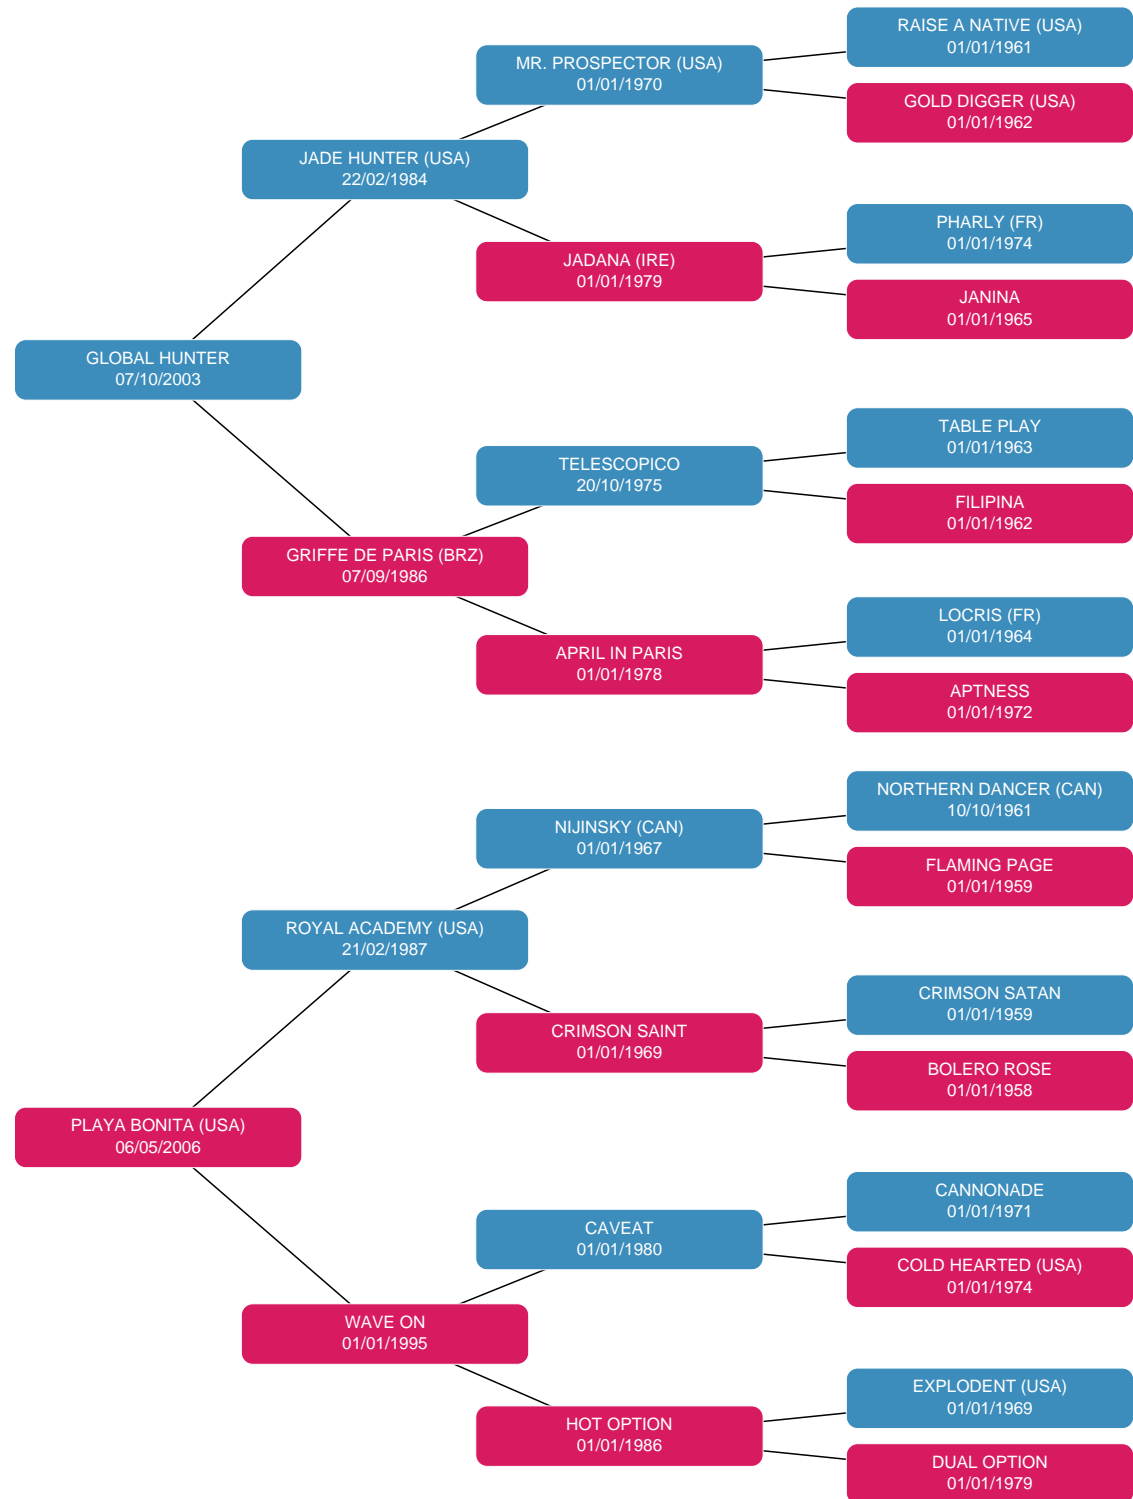 RAISE A NATIVE (USA)
01/01/1961
MR. PROSPECTOR (USA)
01/01/1970
GOLD DIGGER (USA)
01/01/1962
JADE HUNTER (USA)
22/02/1984
PHARLY (FR)
01/01/1974
JADANA (IRE)
01/01/1979
JANINA
01/01/1965
GLOBAL HUNTER
07/10/2003
TABLE PLAY
01/01/1963
TELESCOPICO
20/10/1975
FILIPINA
01/01/1962
GRIFFE DE PARIS (BRZ)
07/09/1986
LOCRIS (FR)
01/01/1964
APRIL IN PARIS
01/01/1978
APTNESS
01/01/1972
NORTHERN DANCER (CAN)
10/10/1961
NIJINSKY (CAN)
01/01/1967
FLAMING PAGE
01/01/1959
ROYAL ACADEMY (USA)
21/02/1987
CRIMSON SATAN
01/01/1959
CRIMSON SAINT
01/01/1969
BOLERO ROSE
01/01/1958
PLAYA BONITA (USA)
06/05/2006
CANNONADE
01/01/1971
CAVEAT
01/01/1980
COLD HEARTED (USA)
01/01/1974
WAVE ON
01/01/1995
EXPLODENT (USA)
01/01/1969
HOT OPTION
01/01/1986
DUAL OPTION
01/01/1979